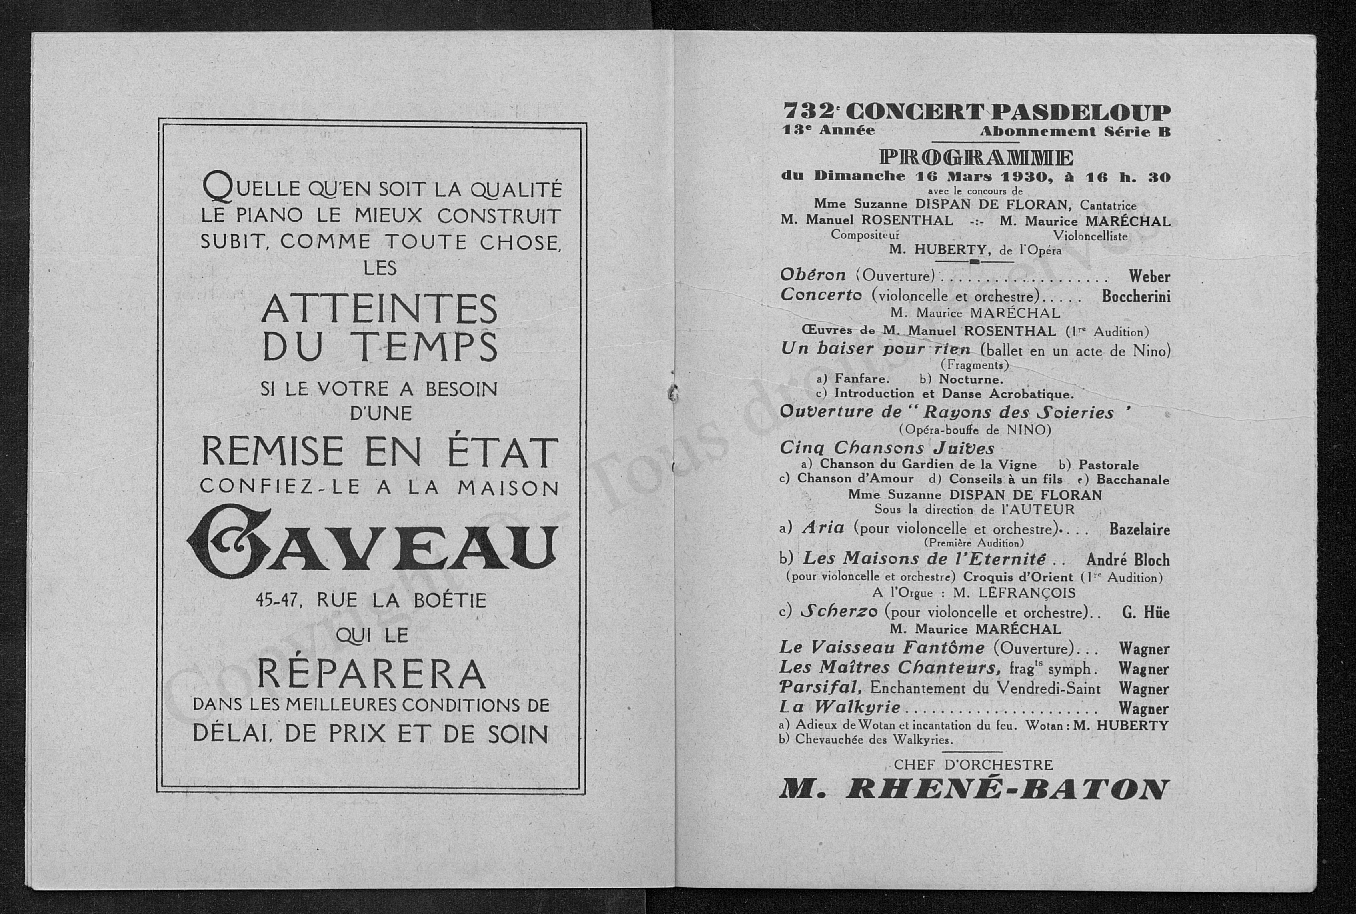 QUELLE QU'EN SOIT LA QUALITÉ
LE PIANO LE MIEUX CONSTRUIT
SUBIT, COMME TOUTE CHOSE,
LES
ATTEINTES
DU TEMPS
SI LE VOTRE A BESOIN
D'UNE
REMISE EN ÉTAT
CONFIEZ-LE A LA MAISON
GAVEAU
45-47, RUE LA BOÉTIE
QUI LE
RÉPARERA
DANS LES MEILLEURES CONDITIONS DE
DÉLAI, DE PRIX ET DE SOIN
732e CONCERT PASDELOUP
13e Année Abonnement Série B
PROGRAMME
du Dimanche 16 Mars 1930, à 16 h. 30
avec le concours de
Mme Suzanne DISPAN DE FLORAN, Cantatrice
M. Manuel ROSENTHAL -:- M. Maurice MARÉCHAL
Compositeur Violoncelliste
M. HUBERTY, de l'Opéra
Obéron (Ouverture) . . . . . . . . . . . . . . . . . . . Weber
Concerto (violoncelle et orchestre) . . . . . Boccherini
M. Maurice MARÉCHAL
Œuvres de M. Manuel ROSENTHAL (1re Audition)
Un baiser pour rien (ballet en un acte de Nino)
(Fragments)
a) Fanfare. b) Nocturne.
c) Introduction et Danse Acrobatique.
Ouverture de " Rayons des Soieries '
(Opéra-bouffe de NINO)
Cinq Chansons Juives
a) Chanson du Gardien de la Vigne b) Pastorale
c) Chanson d'Amour d) Conseils à un fils e) Bacchanale
Mme Suzanne DISPAN DE FLORAN
Sous la direction de l'AUTEUR
a) Aria (pour violoncelle et orchestre) . . . . Bazelaire
(Première Audition)
b) Les Maisons de l'Eternité . . André Bloch
(pour violoncelle et orchestre) Croquis d'Orient (1re Audition)
A l'Orgue : M. LEFRANÇOIS
c) Scherzo (pour violoncelle et orchestre) . . G. Hüe
M. Maurice MARÉCHAL
Le Vaisseau Fantôme (Ouverture) . . . Wagner
Les Maîtres Chanteurs, fragts symph. Wagner
Parsifal, Enchantement du Vendredi-Saint Wagner
La Walkyrie . . . . . . . . . . . . . . . . . . . . . . Wagner
a) Adieux de Wotan et incantation du feu. Wotan : M. HUBERTY
b) Chevauchée des Walkyries.
CHEF D'ORCHESTRE
M. RHENÉ-BATON
Copyright © - Tous droits réservés